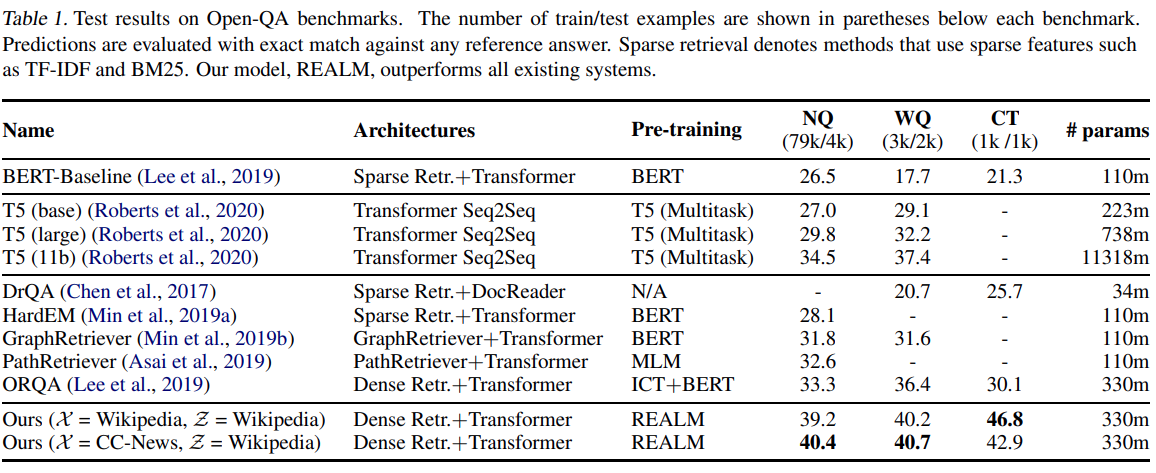 Table 1. Test results on Open-QA benchmarks. The number of train/test examples are shown in paretheses below each benchmark.
Predictions are evaluated with exact match against any reference answer. Sparse retrieval denotes methods that use sparse features such
as TF-IDF and BM25. Our model, REALM, outperforms all existing systems.
Name Architectures Pre-training NQ (79k/4k) WQ (3k/2k) CT (1k /1k) # params
BERT-Baseline (Lee et al., 2019) Sparse Retr.+Transformer BERT 26.5 17.7 21.3 110m
T5 (base) (Roberts et al., 2020) Transformer Seq2Seq T5 (Multitask) 27.0 29.1 - 223m
T5 (large) (Roberts et al., 2020) Transformer Seq2Seq T5 (Multitask) 29.8 32.2 - 738m
T5 (11b) (Roberts et al., 2020) Transformer Seq2Seq T5 (Multitask) 34.5 37.4 - 11318m
DrQA (Chen et al., 2017) Sparse Retr.+DocReader N/A - 20.7 25.7 34m
HardEM (Min et al., 2019a) Sparse Retr.+Transformer BERT 28.1 - - 110m
GraphRetriever (Min et al., 2019b) GraphRetriever+Transformer BERT 31.8 31.6 - 110m
PathRetriever (Asai et al., 2019) PathRetriever+Transformer MLM 32.6 - - 110m
ORQA (Lee et al., 2019) Dense Retr.+Transformer ICT+BERT 33.3 36.4 30.1 330m
Ours (𝒳 = Wikipedia, 𝒵 = Wikipedia) Dense Retr.+Transformer REALM 39.2 40.2 46.8 330m
Ours (𝒳 = CC-News, 𝒵 = Wikipedia) Dense Retr.+Transformer REALM 40.4 40.7 42.9 330m